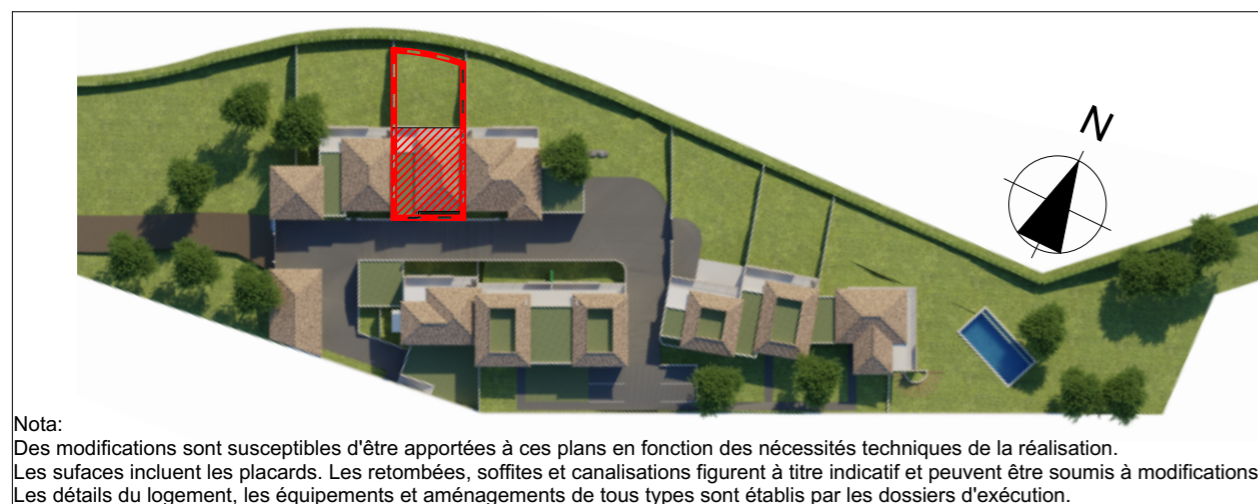 N
Nota:
Des modifications sont susceptibles d'être apportées à ces plans en fonction des nécessités techniques de la réalisation.
Les sufaces incluent les placards. Les retombées, soffites et canalisations figurent à titre indicatif et peuvent être soumis à modifications
Les détails du logement, les équipements et aménagements de tous types sont établis par les dossiers d'exécution.